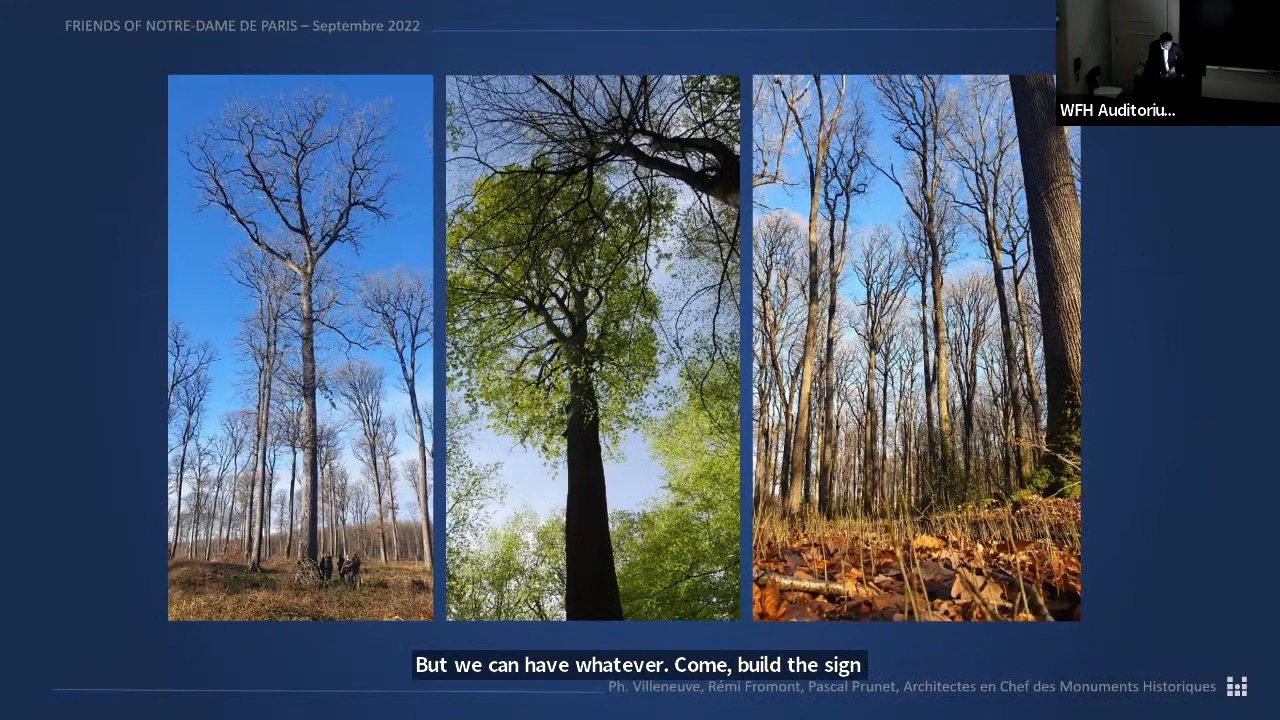 FRIENDS OF NOTRE-DAME DE PARIS – Septembre 2022
WFH Auditoriu...
But we can have whatever. Come, build the sign
Ph. Villeneuve, Rémi Fromont, Pascal Prunet, Architectes en Chef des Monuments Historiques